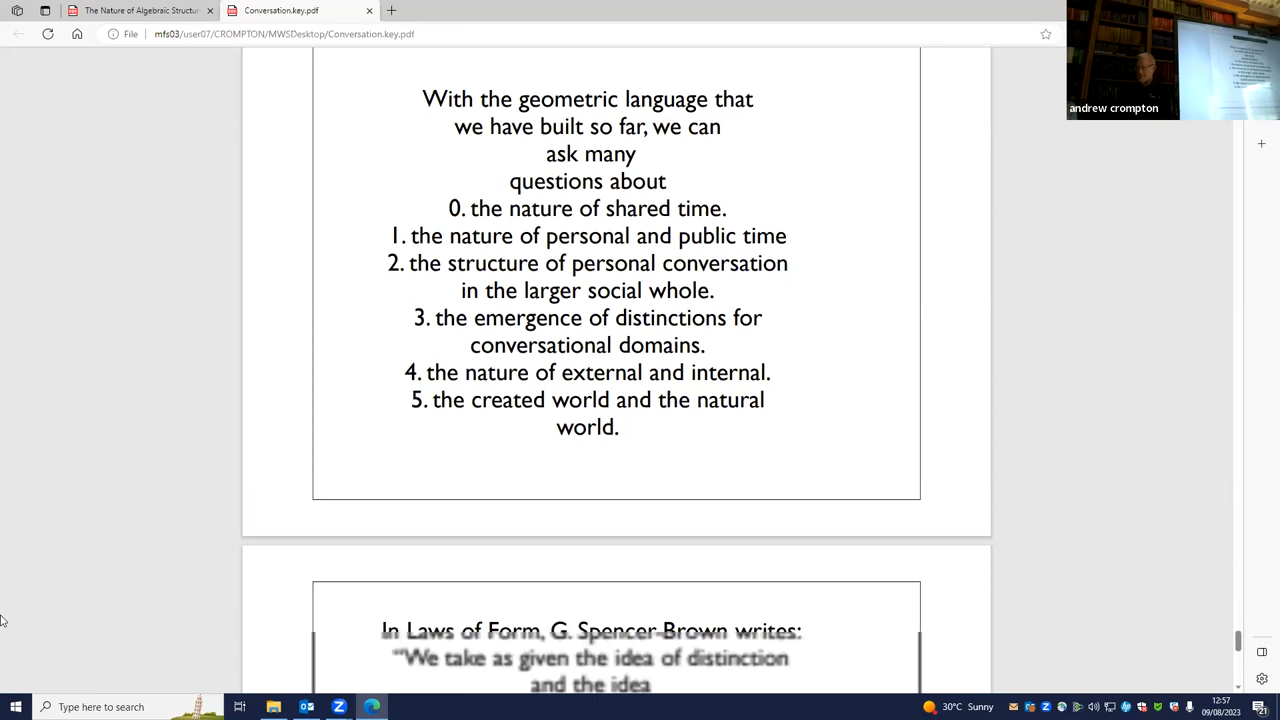 The Nature of Algebraic Structu
Conversation.key.pdf
File
mfs03/user07/CROMPTON/MWSDesktop/Conversation.key.pdf
andrew crompton
With the geometric language that
we have built so far, we can
ask many
questions about
0. the nature of shared time.
1. the nature of personal and public time
2. the structure of personal conversation
in the larger social whole.
3. the emergence of distinctions for
conversational domains.
4. the nature of external and internal.
5. the created world and the natural
world.
In Laws of Form, G. Spencer-Brown writes:
"We take as given the idea of distinction
and the idea
Type here to search
30°C Sunny
12:57
09/08/2023
21